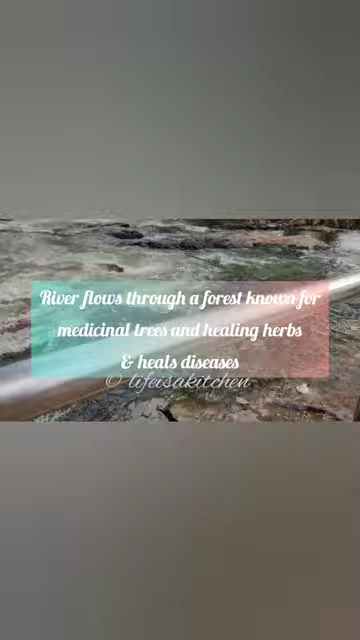 River flows through a forest known for
medicinal trees and healing herbs
& heals diseases
© lifeisakitchen